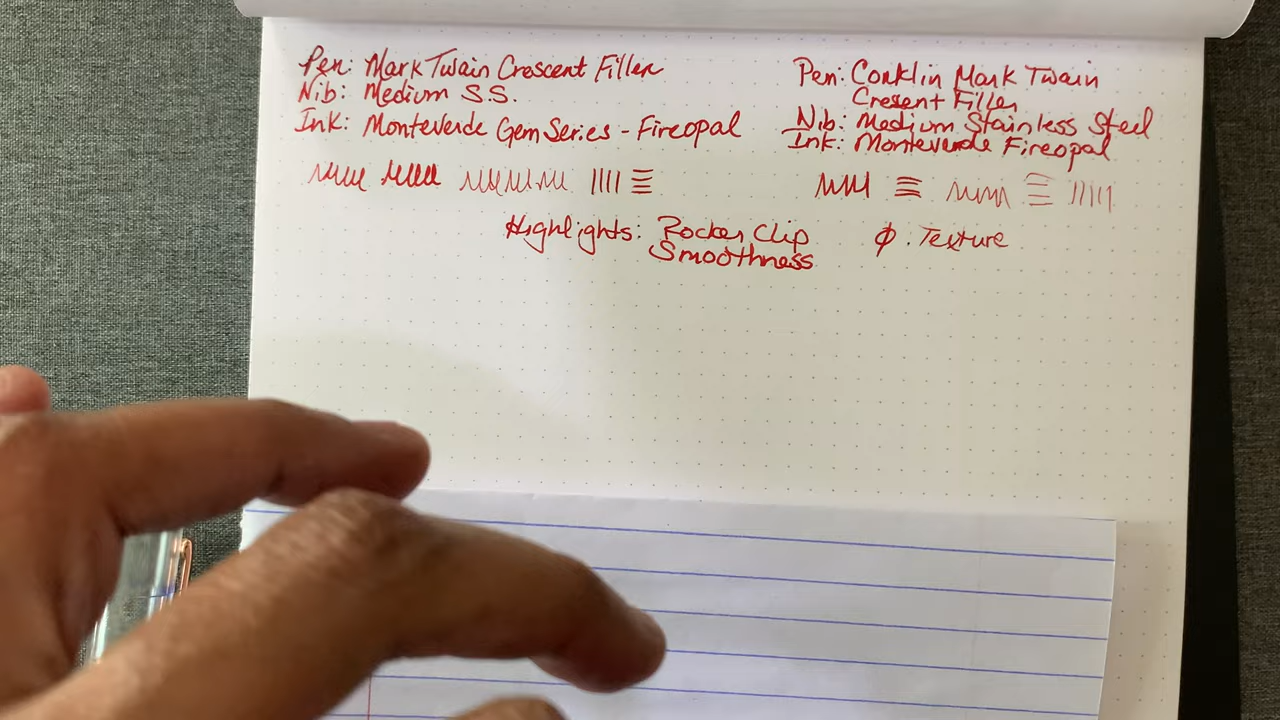 Pen: Mark Twain Crescent Filler
Nib: Medium S.S.
Ink: Monteverde Gem Series - Fireopal
Pen: Conklin Mark Twain
Cresent Filler
Nib: Medium Stainless Steel
Ink: Monteverde Fireopal
Highlights: Rocker Clip
Smoothness
φ: Texture